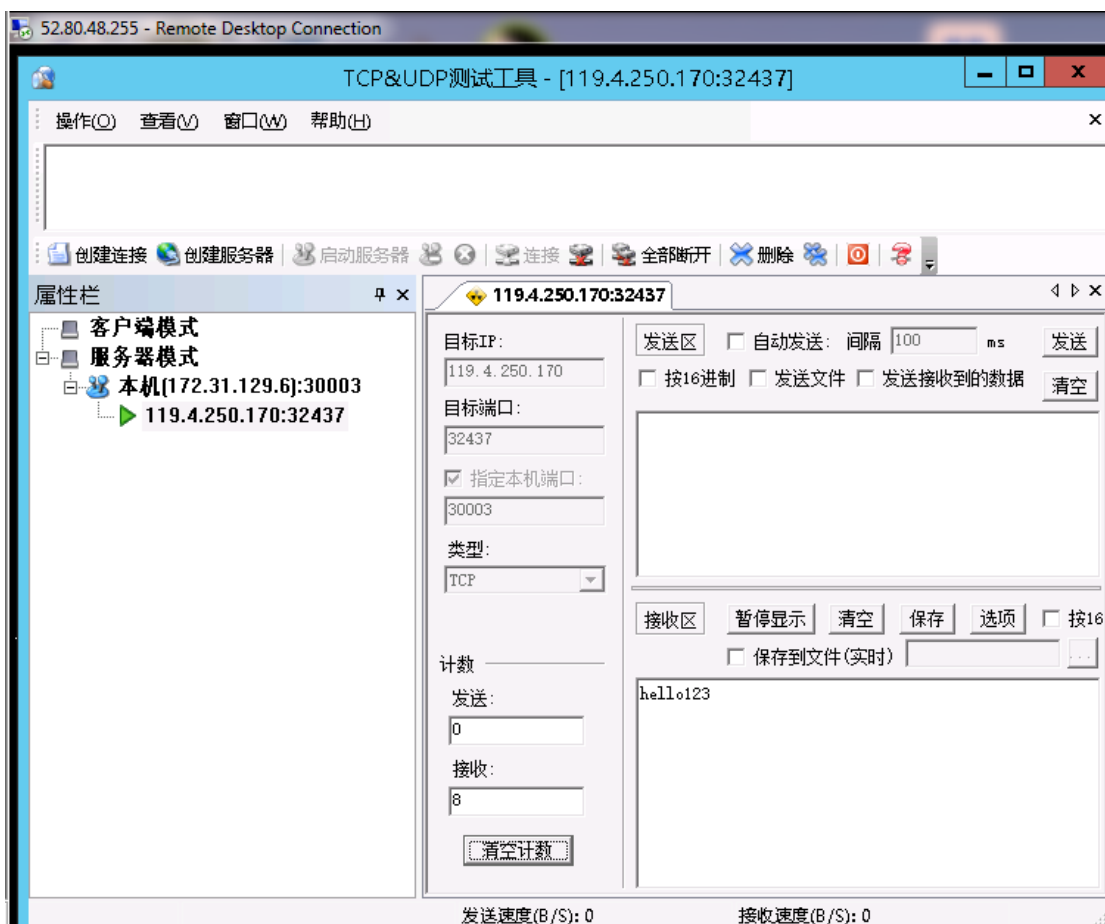 52.80.48.255 - Remote Desktop Connection
TCP&UDP测试工具 - [119.4.250.170:32437]
操作(O) 查看(V) 窗口(W) 帮助(H)
创建连接 创建服务器 启动服务器 连接 全部断开 删除
属性栏
客户端模式
服务器模式
本机(172.31.129.6):30003
119.4.250.170:32437
119.4.250.170:32437
目标IP:
119.4.250.170
目标端口:
32437
指定本机端口:
30003
类型:
TCP
计数
发送:
0
接收:
8
清空计数
发送区 自动发送: 间隔 100 ms 发送
按16进制 发送文件 发送接收到的数据 清空
接收区 暂停显示 清空 保存 选项 按16
保存到文件(实时) ...
hello123
发送速度(B/S): 0 接收速度(B/S): 0